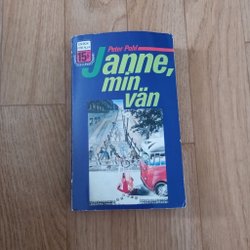 Peter Pohl
Janne,
min
vän